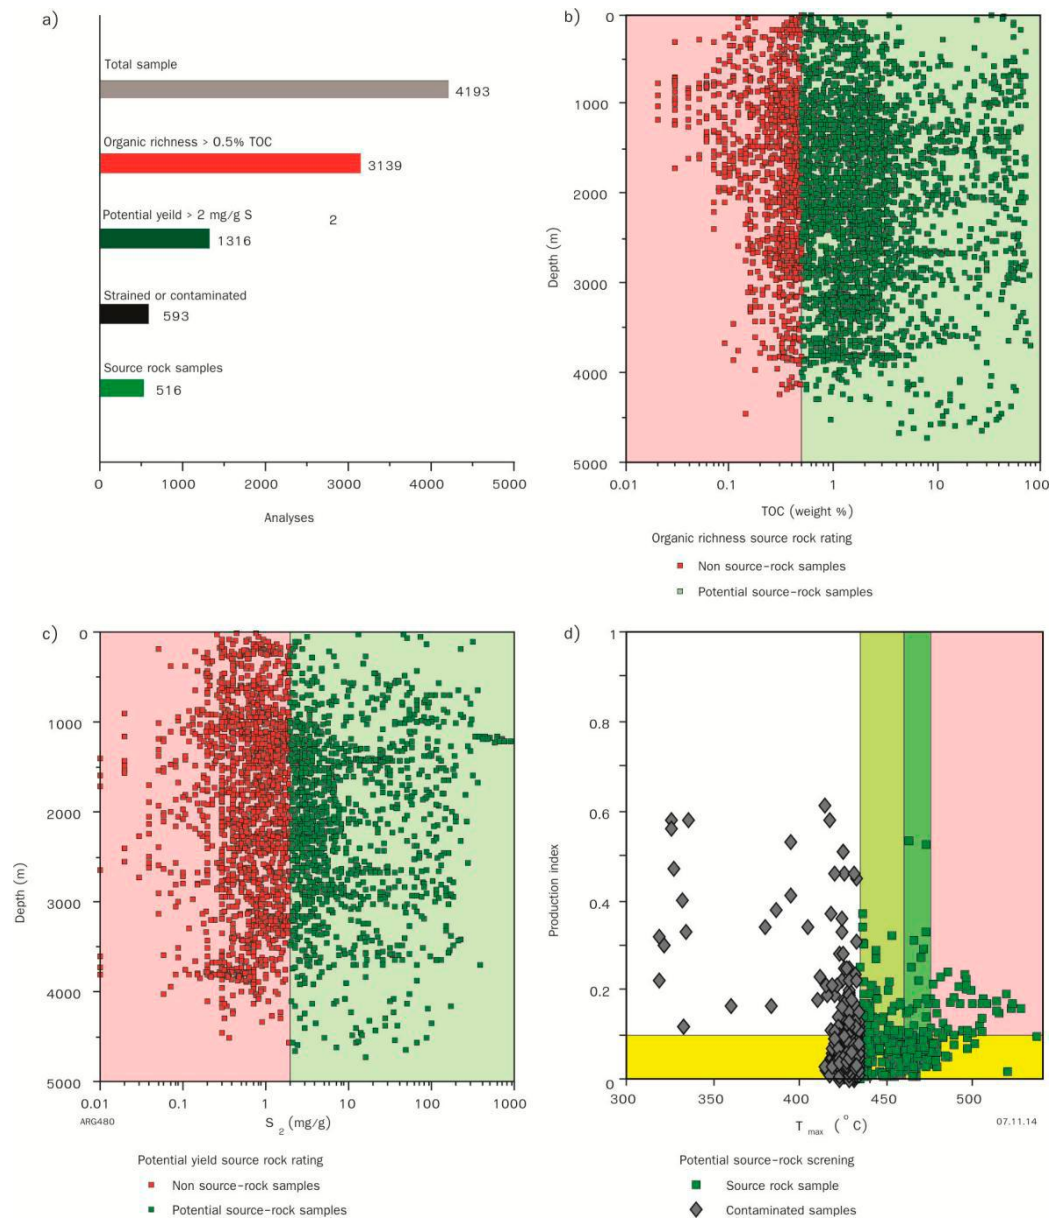 a)
Total sample
4193
Organic richness > 0.5% TOC
3139
Potential yeild > 2 mg/g S
2
1316
Strained or contaminated
593
Source rock samples
516
0 1000 2000 3000 4000 5000
Analyses
b)
0
1000
2000
3000
4000
5000
Depth (m)
0.01 0.1 1 10 100
TOC (weight %)
Organic richness source rock rating
Non source-rock samples
Potential source-rock samples
c)
0
1000
2000
3000
4000
5000
Depth (m)
0.01 0.1 1 10 100 1000
ARG480
S2 (mg/g)
Potential yield source rock rating
Non source-rock samples
Potential source-rock samples
d)
1
0.8
0.6
0.4
0.2
0
Production index
300 350 400 450 500
Tmax (°C)
07.11.14
Potential source-rock screning
Source rock sample
Contaminated samples